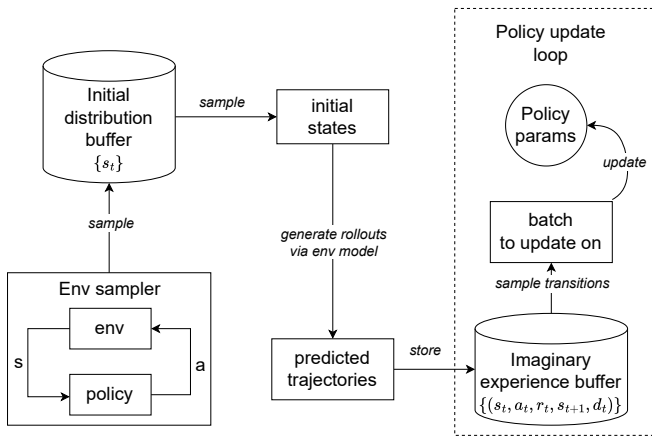 Initial
distribution
buffer
{s_t}
sample
initial
states
sample
Env sampler
env
s
a
policy
generate rollouts
via env model
predicted
trajectories
store
Policy update
loop
Policy
params
update
batch
to update on
sample transitions
Imaginary
experience buffer
{(s_t, a_t, r_t, s_{t+1}, d_t)}